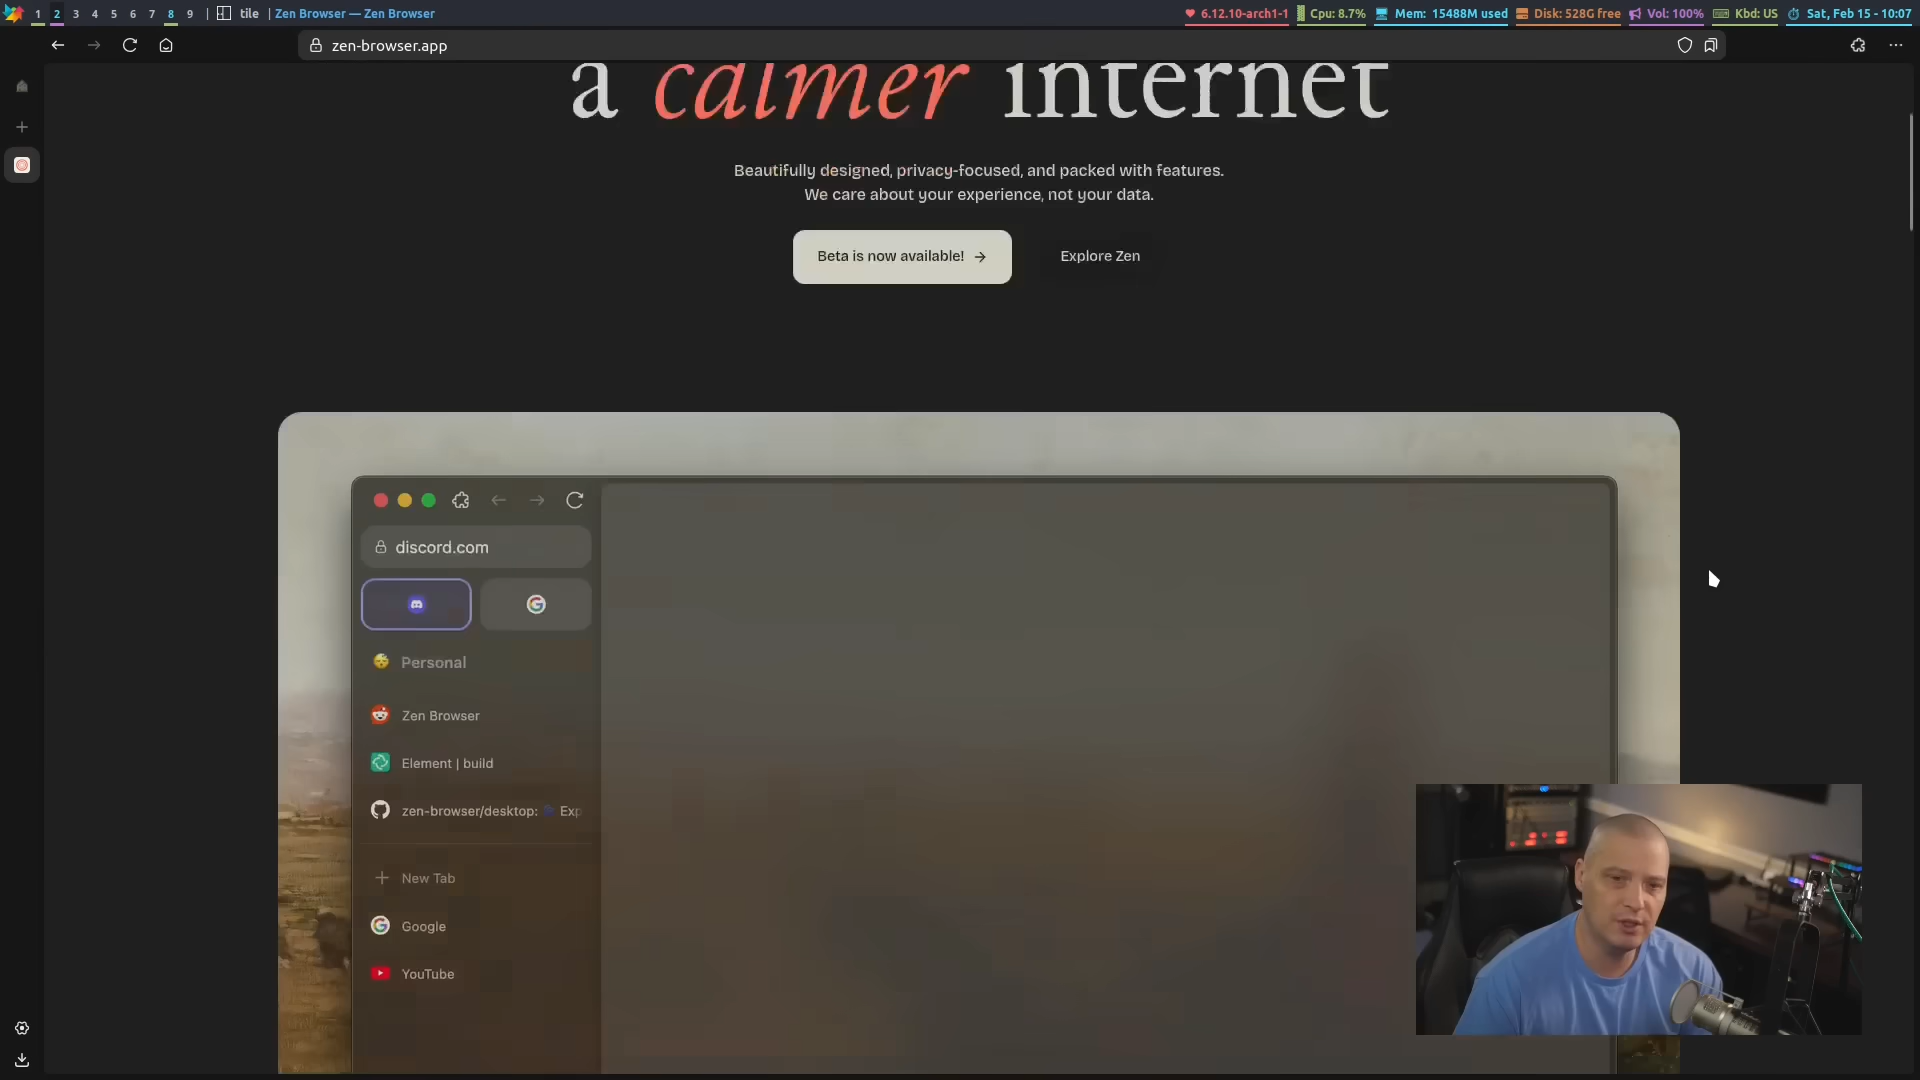 1 2 3 4 5 6 7 8 9 | tile | Zen Browser — Zen Browser
6.12.10-arch1-1 Cpu: 8.7% Mem: 15488M used Disk: 528G free Vol: 100% Kbd: US Sat, Feb 15 - 10:07
zen-browser.app
a calmer internet
Beautifully designed, privacy-focused, and packed with features.
We care about your experience, not your data.
Beta is now available! →
Explore Zen
discord.com
Personal
Zen Browser
Element | build
zen-browser/desktop: Exp
New Tab
Google
YouTube